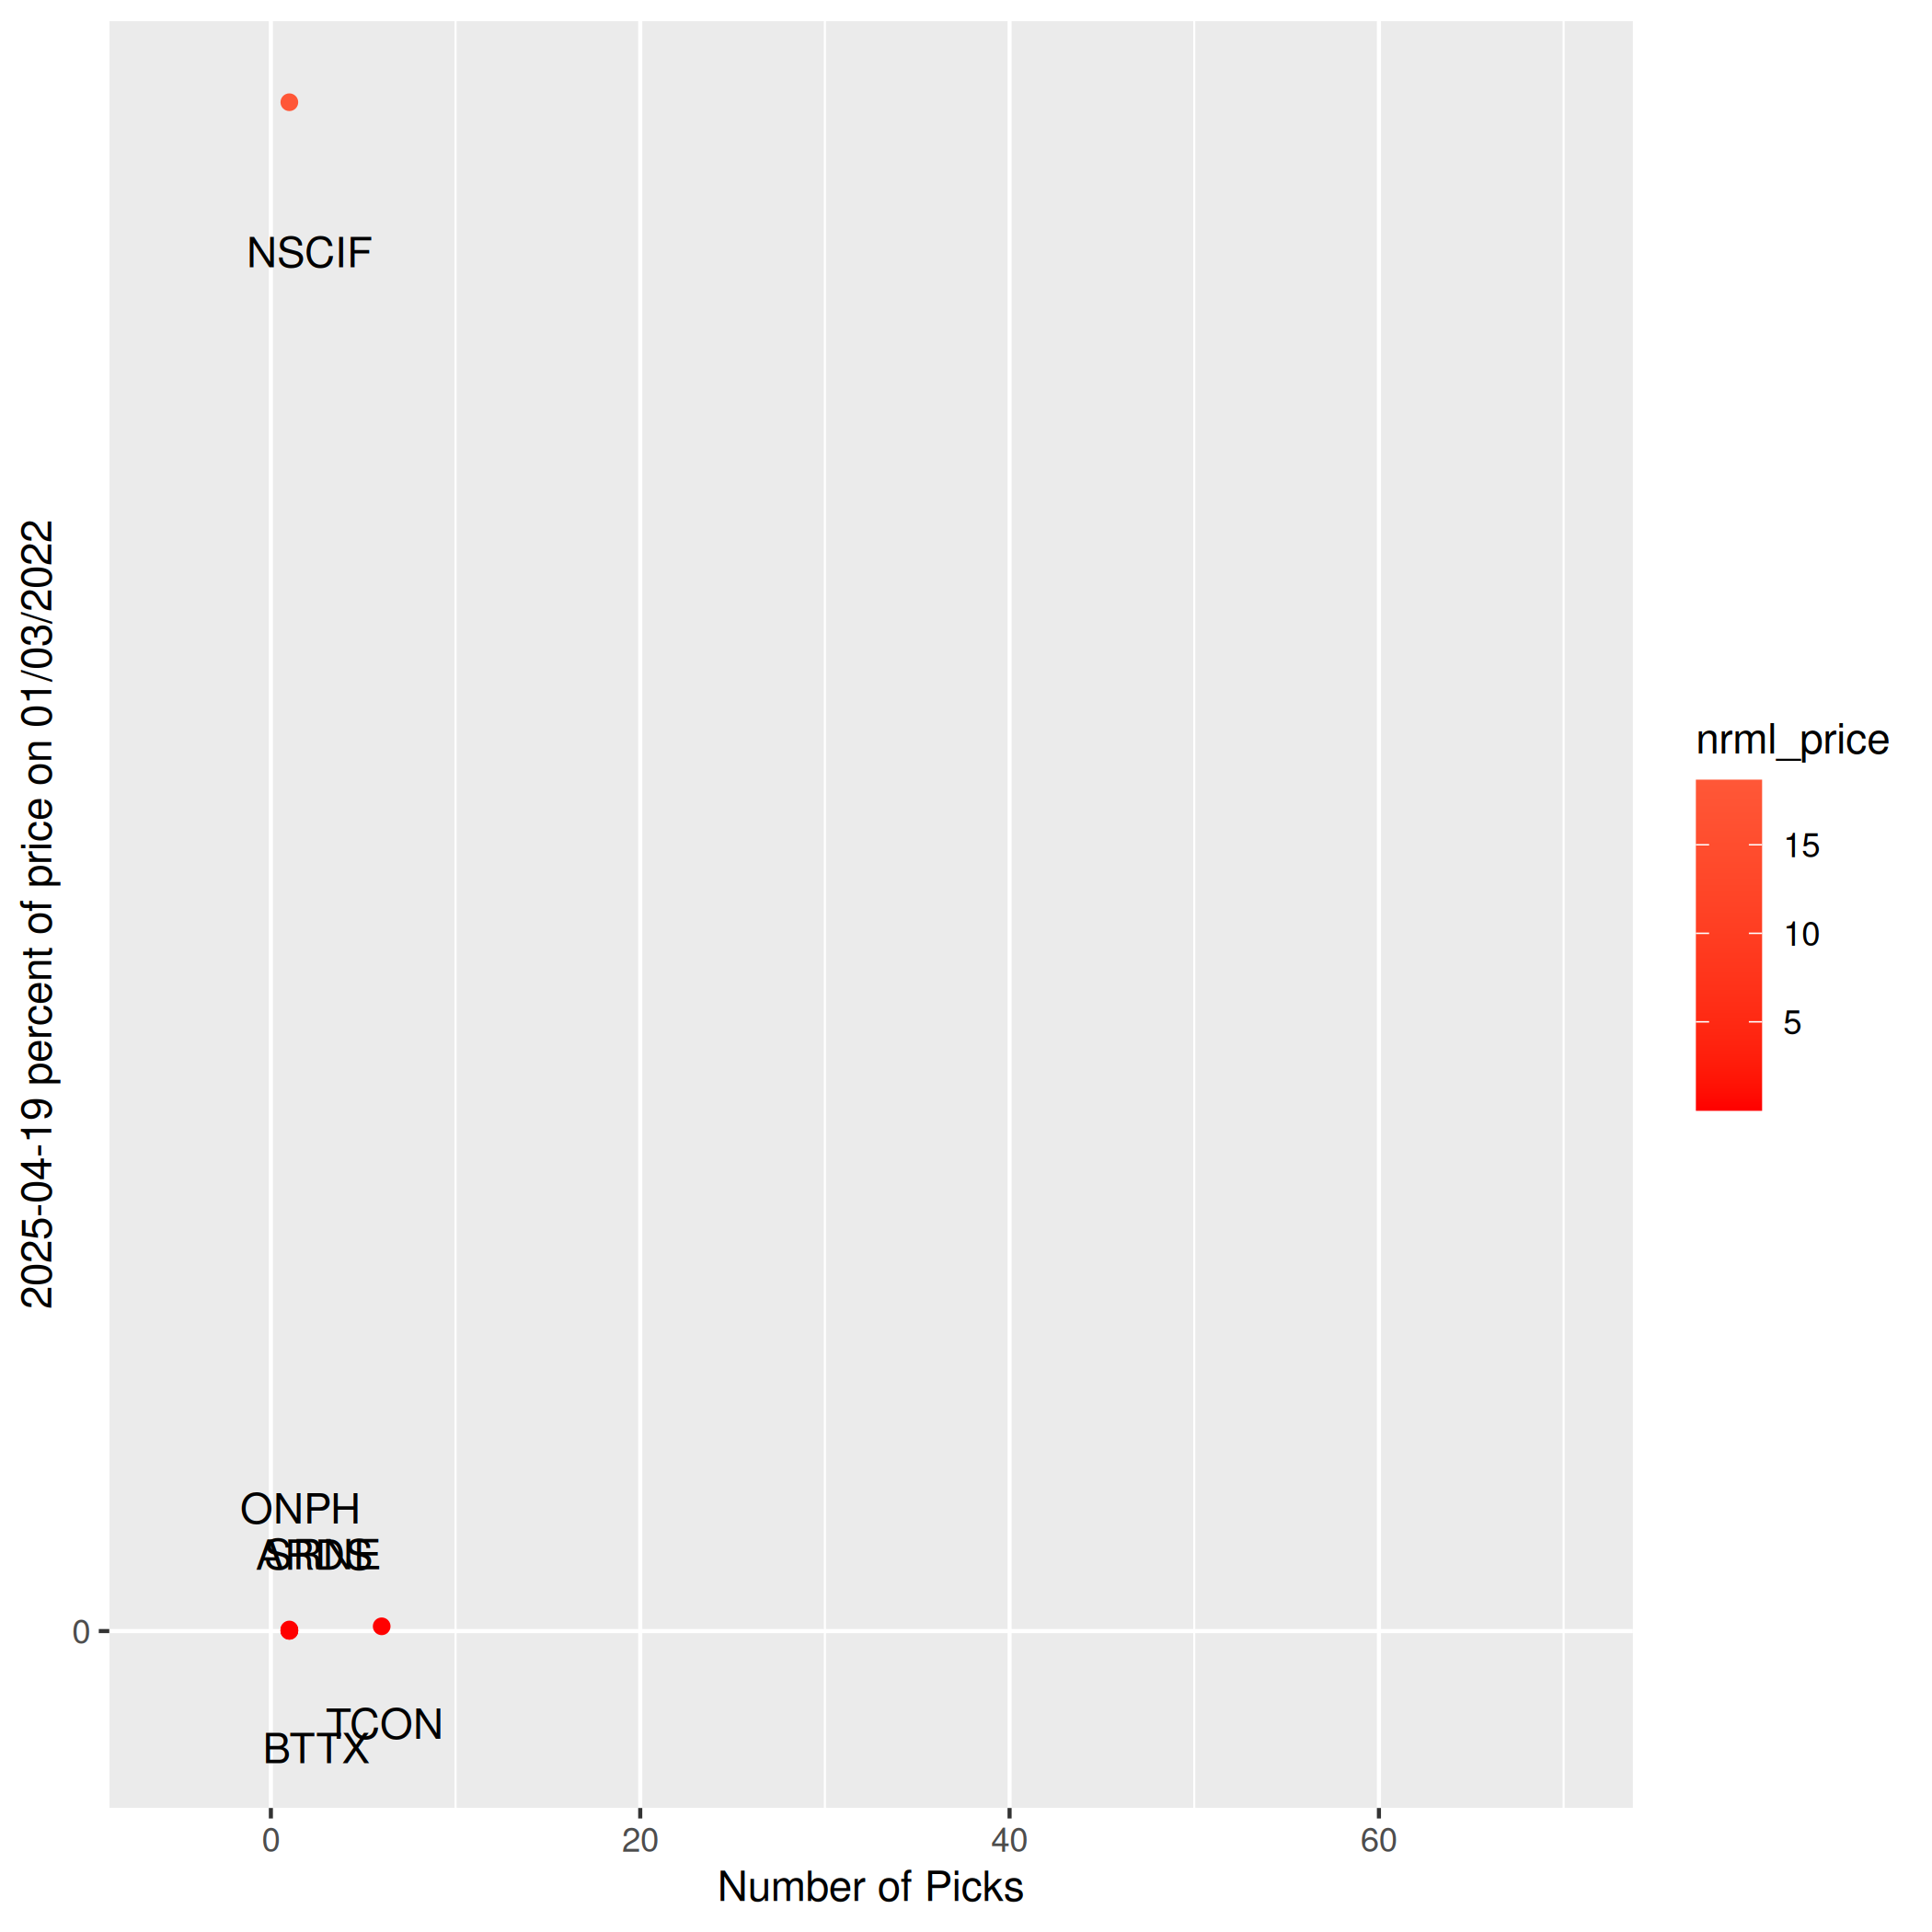 2025-04-19 percent of price on 01/03/2022
NSCIF
ONPH
SRNE
TCON
BTTX
0
0
20
40
60
Number of Picks
nrml_price
15
10
5